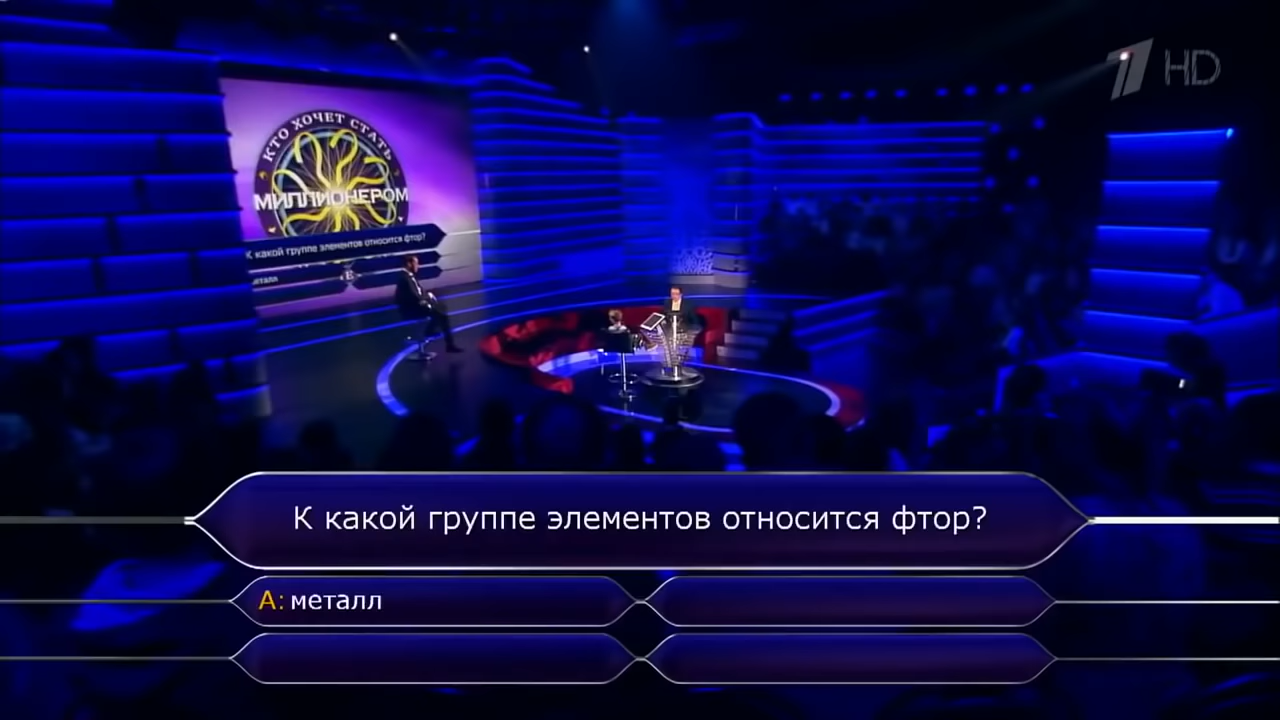 HD
КТО ХОЧЕТ СТАТЬ
МИЛЛИОНЕРОМ
К какой группе элементов относится фтор?
металл
К какой группе элементов относится фтор?
A: металл